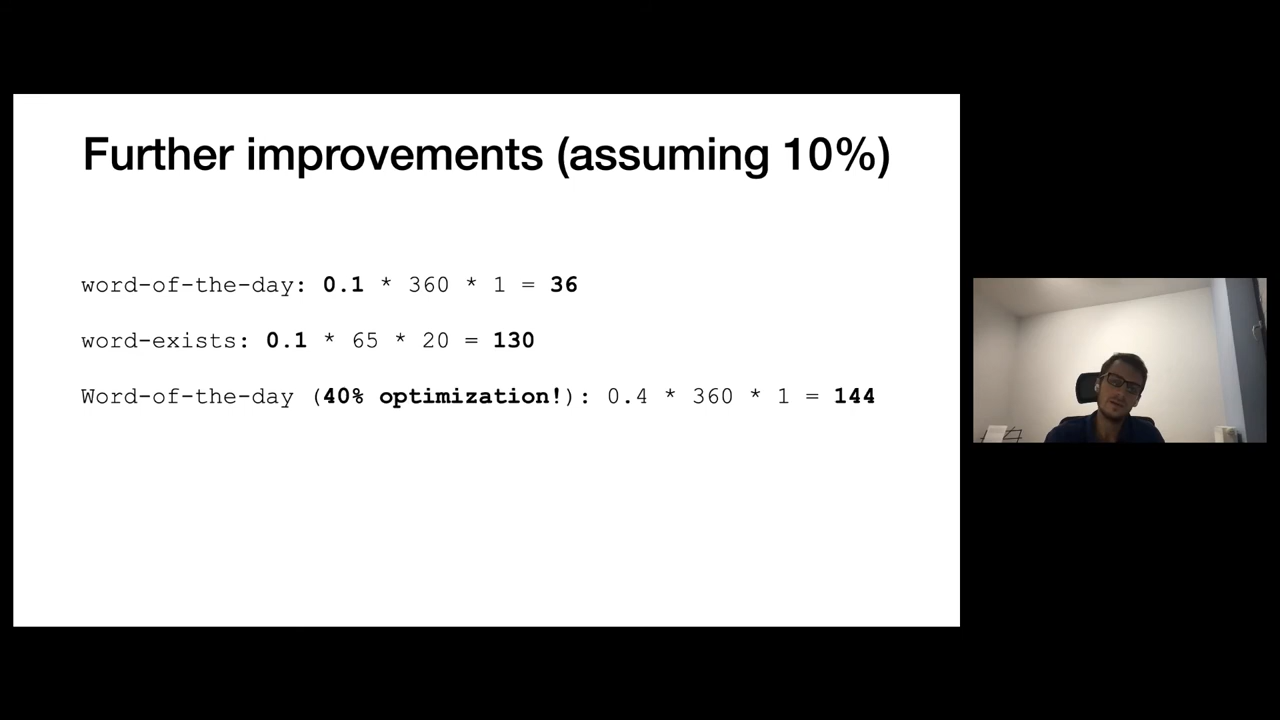 Further improvements (assuming 10%)
word-of-the-day: 0.1 * 360 * 1 = 36
word-exists: 0.1 * 65 * 20 = 130
Word-of-the-day (40% optimization!): 0.4 * 360 * 1 = 144